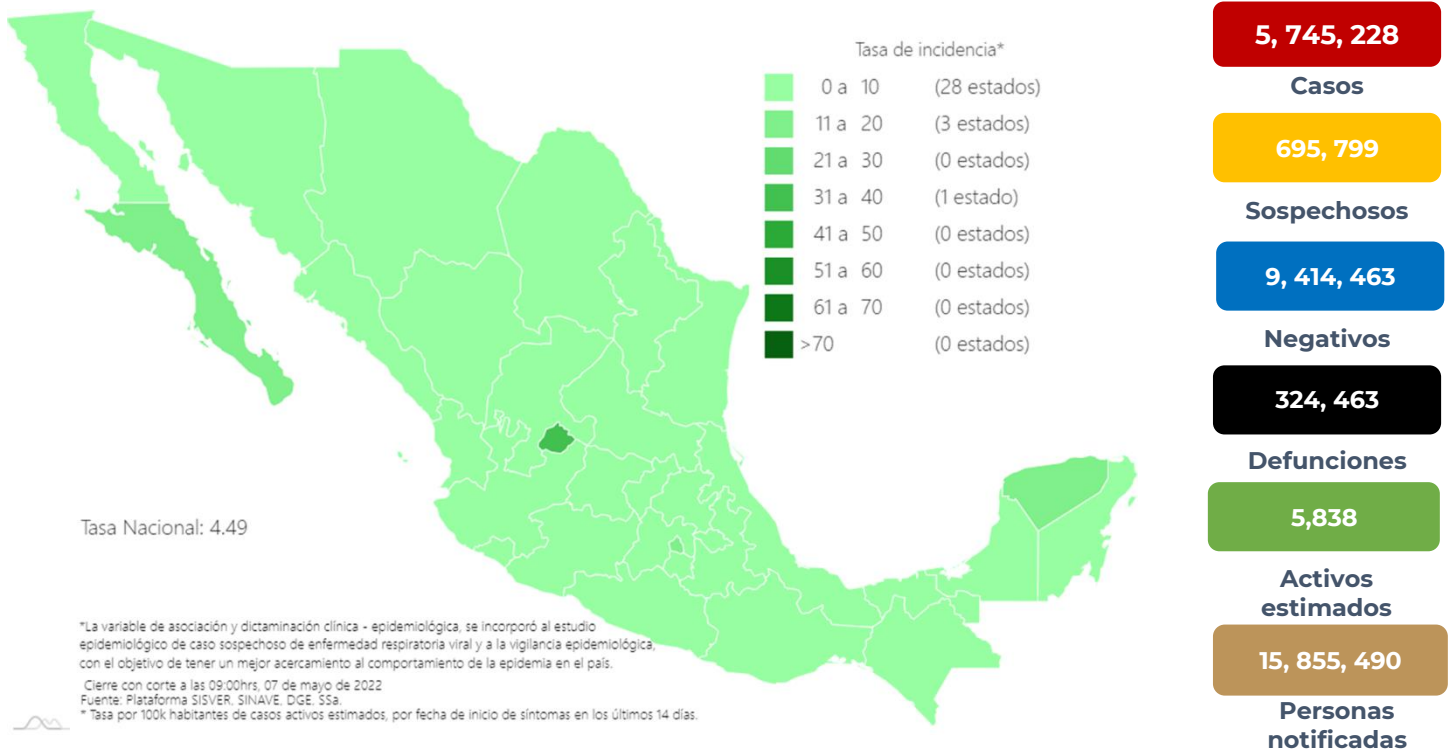 Tasa de incidencia*
0 a 10 (28 estados)
11 a 20 (3 estados)
21 a 30 (0 estados)
31 a 40 (1 estado)
41 a 50 (0 estados)
51 a 60 (0 estados)
61 a 70 (0 estados)
>70 (0 estados)
Tasa Nacional: 4.49
*La variable de asociación y dictaminación clínica - epidemiológica, se incorporó al estudio
epidemiológico de caso sospechoso de enfermedad respiratoria viral y a la vigilancia epidemiológica,
con el objetivo de tener un mejor acercamiento al comportamiento de la epidemia en el país.
Cierre con corte a las 09:00hrs, 07 de mayo de 2022
Fuente: Plataforma SISVER, SINAVE, DGE, SSa.
* Tasa por 100k habitantes de casos activos estimados, por fecha de inicio de síntomas en los últimos 14 días.
5, 745, 228
Casos
695, 799
Sospechosos
9, 414, 463
Negativos
324, 463
Defunciones
5,838
Activos
estimados
15, 855, 490
Personas
notificadas